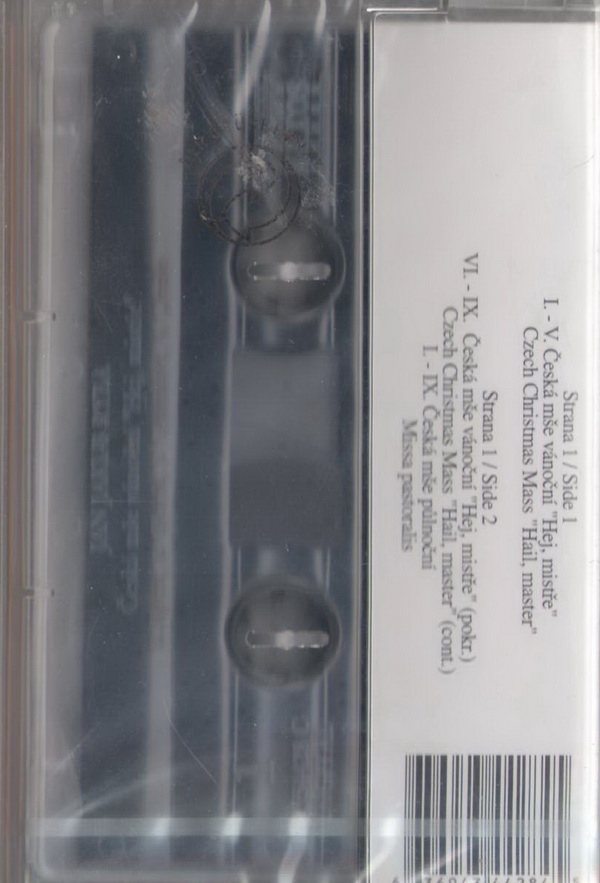 Strana 1 / Side 1
I. - V. Česká mše vánoční "Hej, mistře"
Czech Christmas Mass "Hail, master"
Strana 1 / Side 2
VI. - IX. Česká mše vánoční "Hej, mistře" (pokr.)
Czech Christmas Mass "Hail, master" (cont.)
I. - IX. Česká mše půlnoční
Missa pastoralis